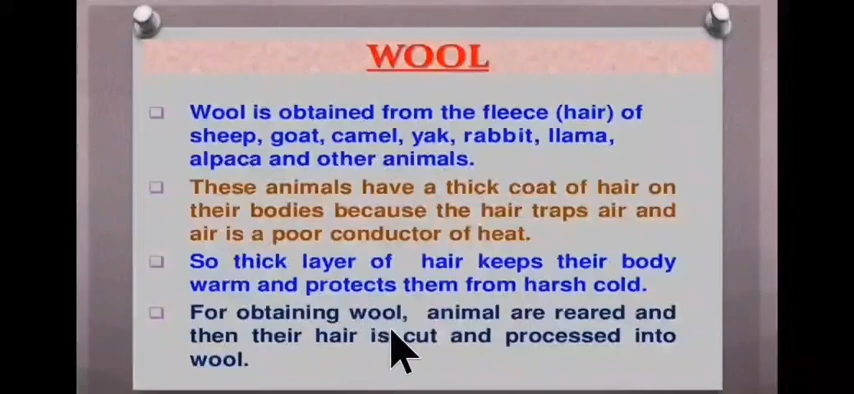 WOOL
Wool is obtained from the fleece (hair) of
sheep, goat, camel, yak, rabbit, llama,
alpaca and other animals.
These animals have a thick coat of hair on
their bodies because the hair traps air and
air is a poor conductor of heat.
So thick layer of hair keeps their body
warm and protects them from harsh cold.
For obtaining wool, animal are reared and
then their hair is cut and processed into
wool.